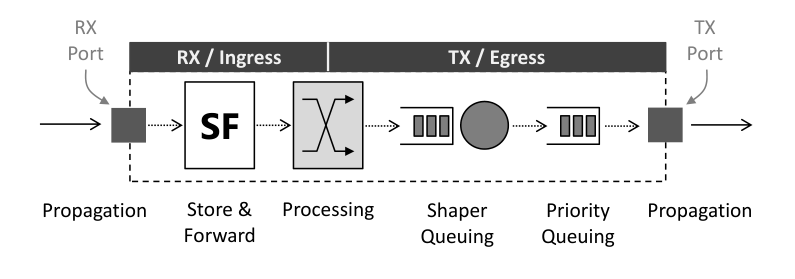 RX
Port
TX
Port
RX / Ingress
TX / Egress
SF
Propagation
Store &
Forward
Processing
Shaper
Queuing
Priority
Queuing
Propagation